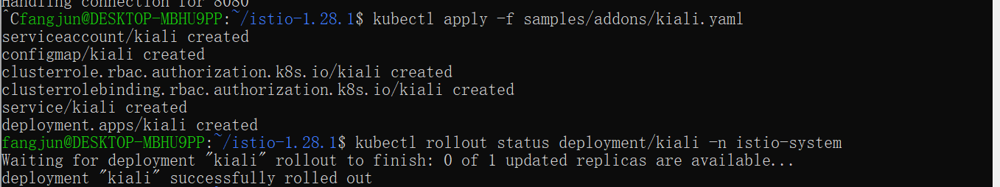 Handling connection for 8080
^Cfangjun@DESKTOP-MBHU9PP:~/istio-1.28.1$ kubectl apply -f samples/addons/kiali.yaml
serviceaccount/kiali created
configmap/kiali created
clusterrole.rbac.authorization.k8s.io/kiali created
clusterrolebinding.rbac.authorization.k8s.io/kiali created
service/kiali created
deployment.apps/kiali created
fangjun@DESKTOP-MBHU9PP:~/istio-1.28.1$ kubectl rollout status deployment/kiali -n istio-system
Waiting for deployment "kiali" rollout to finish: 0 of 1 updated replicas are available...
deployment "kiali" successfully rolled out